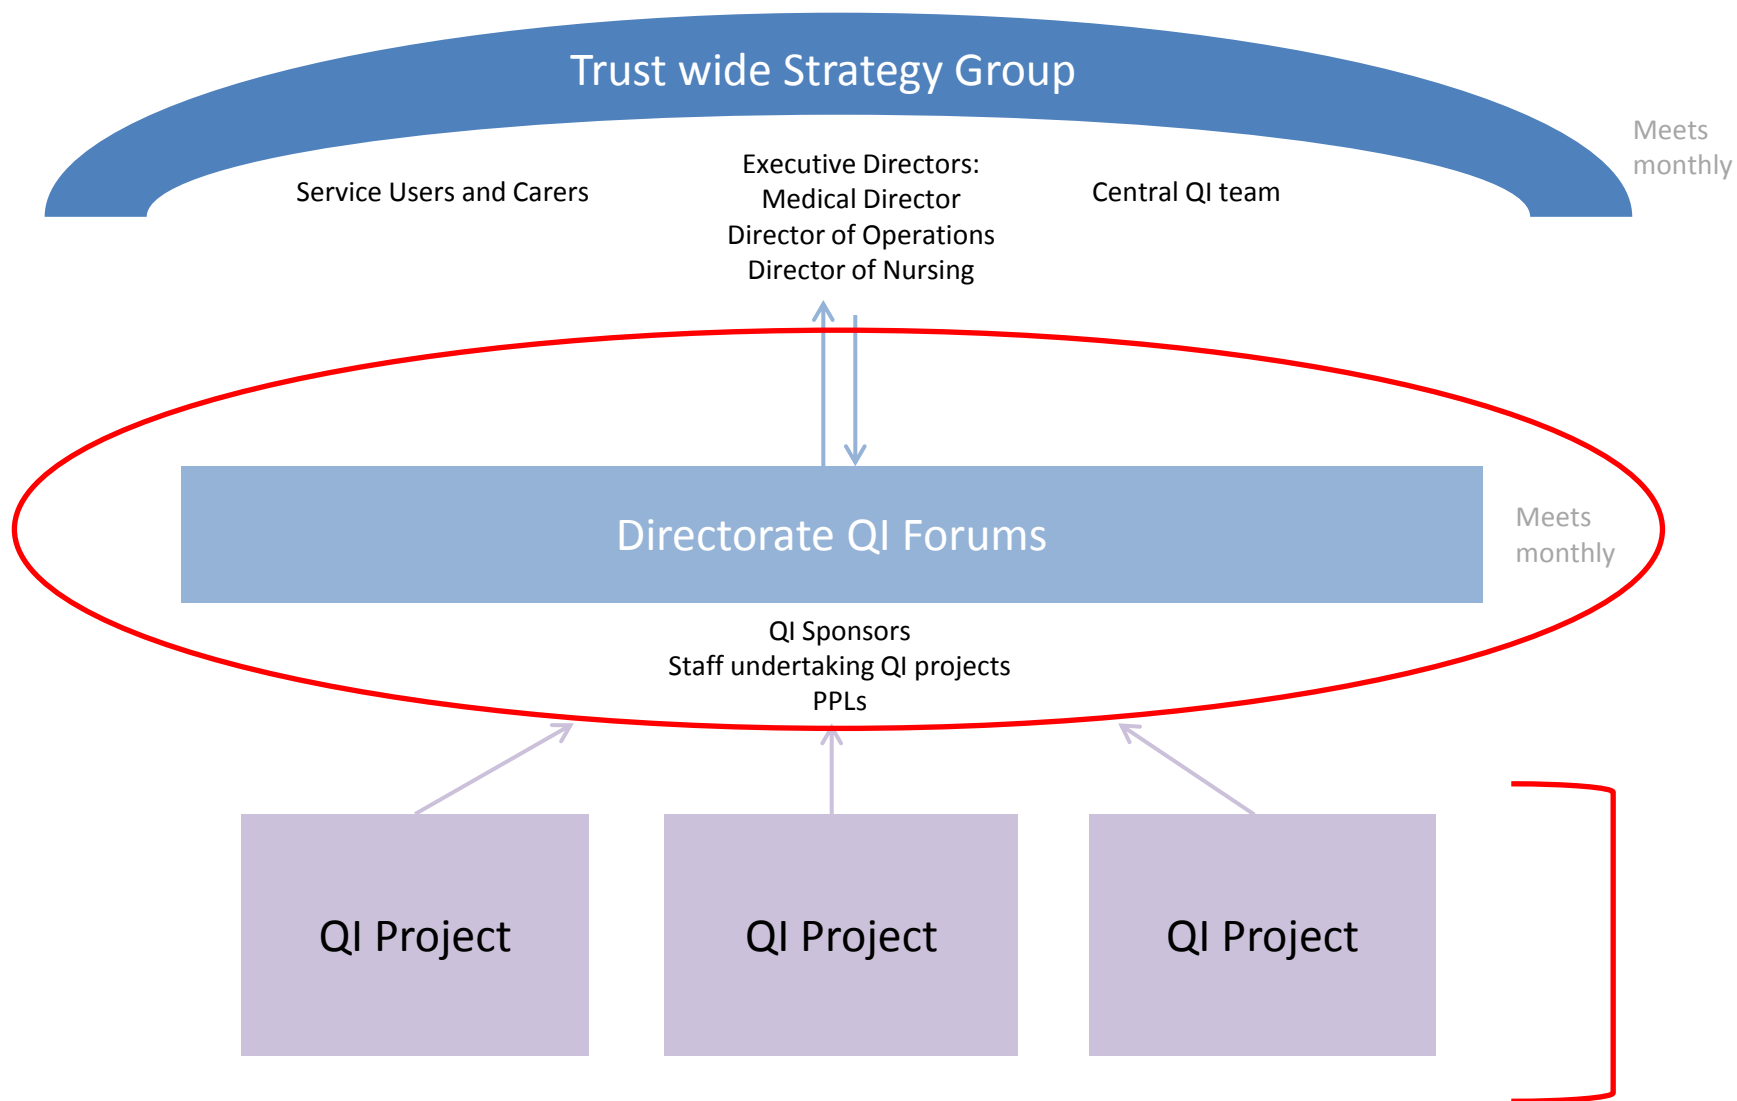 Trust wide Strategy Group
Meets
monthly
Service Users and Carers
Executive Directors:
Medical Director
Director of Operations
Director of Nursing
Central QI team
Directorate QI Forums
Meets
monthly
QI Sponsors
Staff undertaking QI projects
PPLs
QI Project
QI Project
QI Project